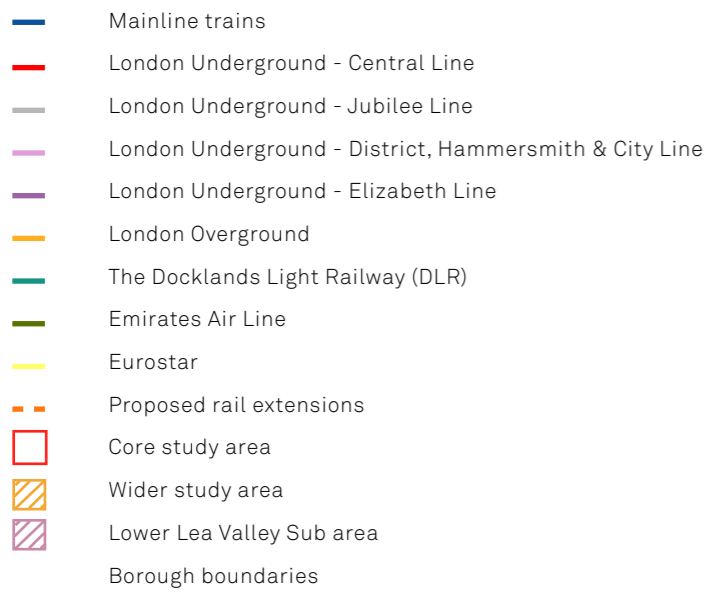 Mainline trains
London Underground - Central Line
London Underground - Jubilee Line
London Underground - District, Hammersmith & City Line
London Underground - Elizabeth Line
London Overground
The Docklands Light Railway (DLR)
Emirates Air Line
Eurostar
Proposed rail extensions
Core study area
Wider study area
Lower Lea Valley Sub area
Borough boundaries